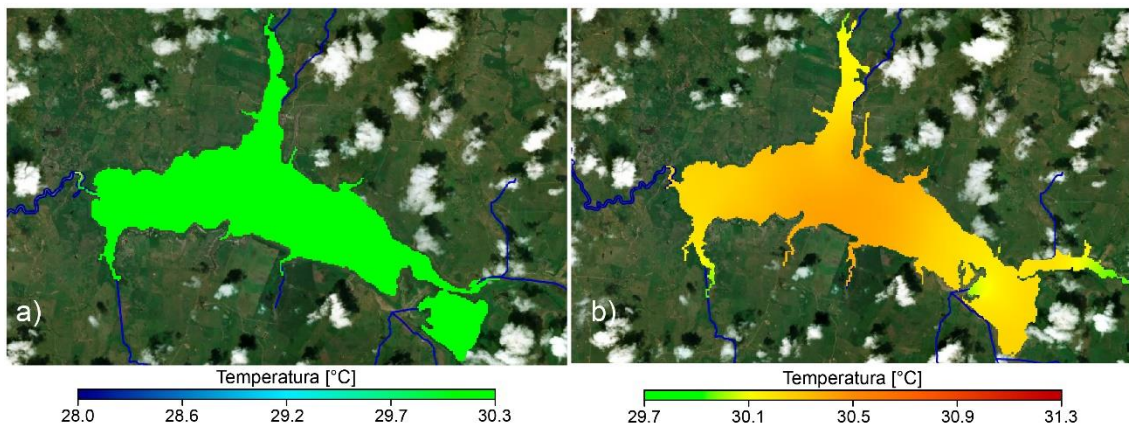 a)
b)
Temperatura [°C]
28.0 28.6 29.2 29.7 30.3
Temperatura [°C]
29.7 30.1 30.5 30.9 31.3